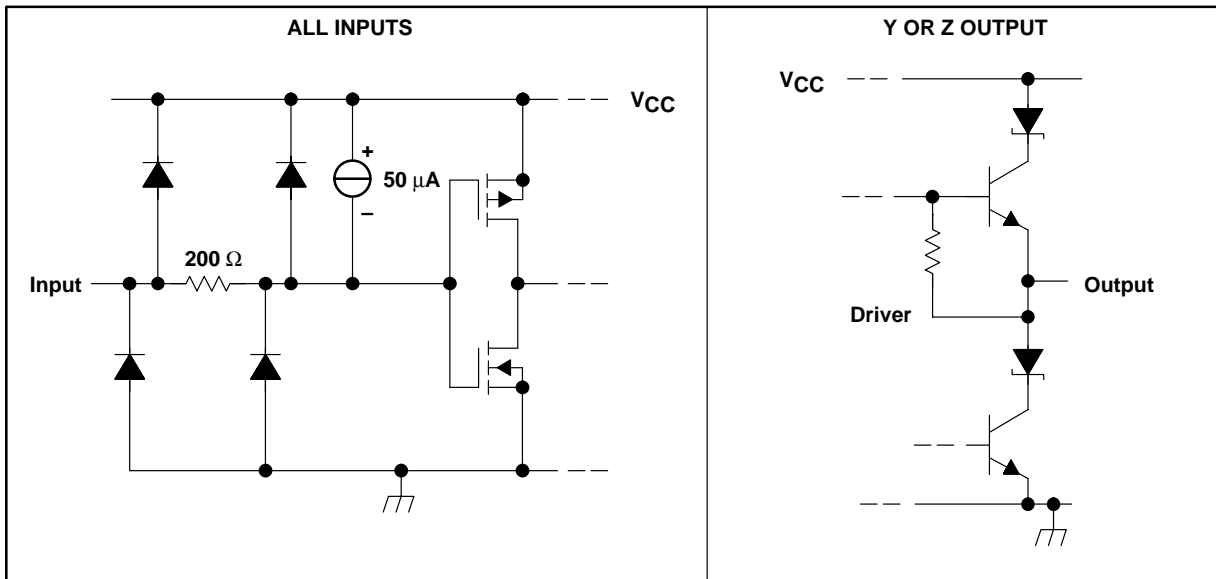 ALL INPUTS
VCC
+
50 μA
–
200 Ω
Input
Y OR Z OUTPUT
VCC
Output
Driver